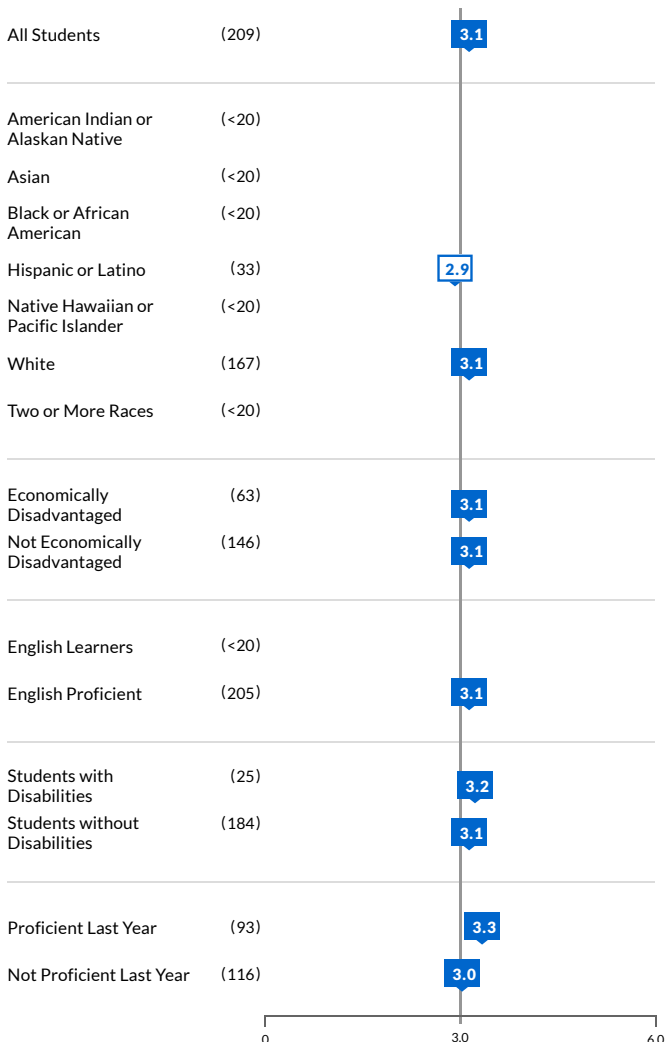 All Students (209) 3.1
American Indian or (<20)
Alaskan Native
Asian (<20)
Black or African (<20)
American
Hispanic or Latino (33) 2.9
Native Hawaiian or (<20)
Pacific Islander
White (167) 3.1
Two or More Races (<20)
Economically (63) 3.1
Disadvantaged
Not Economically (146) 3.1
Disadvantaged
English Learners (<20)
English Proficient (205) 3.1
Students with (25) 3.2
Disabilities
Students without (184) 3.1
Disabilities
Proficient Last Year (93) 3.3
Not Proficient Last Year (116) 3.0
0 3.0 6.0